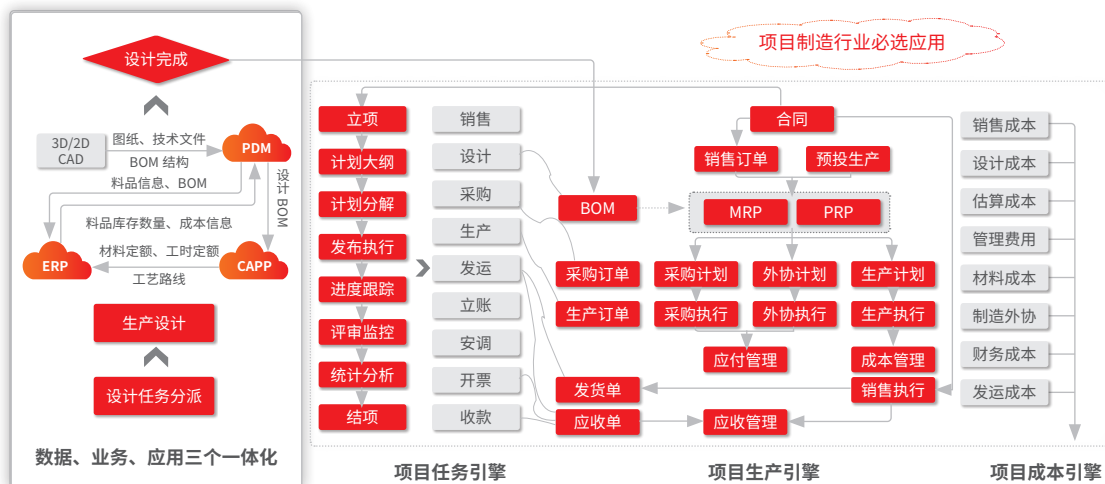 设计完成
3D/2D
CAD
图纸、技术文件
BOM 结构
PDM
料品信息、BOM
设计 BOM
料品库存数量、成本信息
ERP
材料定额、工时定额
CAPP
工艺路线
生产设计
设计任务分派
数据、业务、应用三个一体化
项目制造行业必选应用
立项
计划大纲
计划分解
发布执行
进度跟踪
评审监控
统计分析
结项
销售
设计
采购
生产
发运
立账
安调
开票
收款
项目任务引擎
BOM
采购订单
生产订单
发货单
应收单
合同
销售订单
预投生产
MRP
PRP
采购计划
外协计划
生产计划
采购执行
外协执行
生产执行
应付管理
成本管理
销售执行
应收管理
项目生产引擎
销售成本
设计成本
估算成本
管理费用
材料成本
制造外协
财务成本
发运成本
项目成本引擎